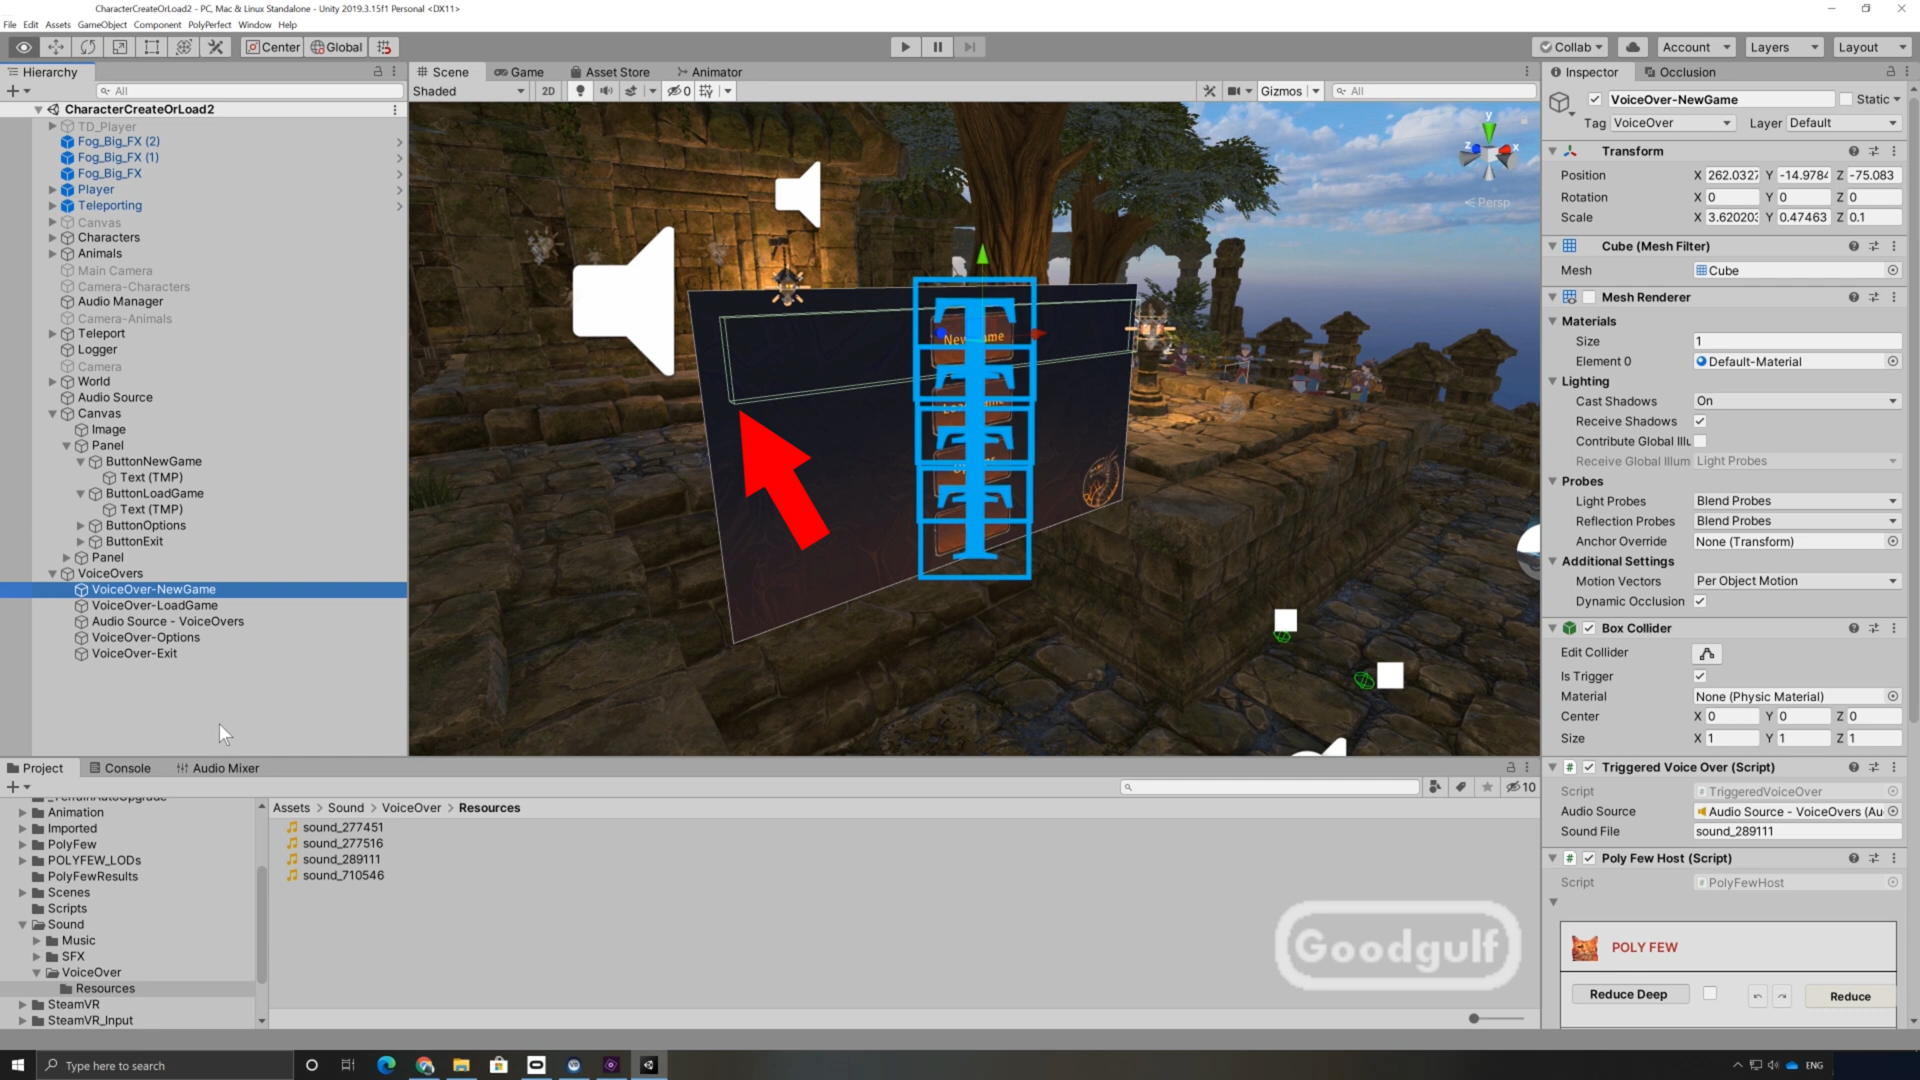 CharacterCreateOrLoad2 - PC, Mac & Linux Standalone - Unity 2019.3.15f1 Personal <DX11>
File Edit Assets GameObject Component PolyPerfect Window Help
Center Global Collab Account Layers Layout
Hierarchy
All
CharacterCreateOrLoad2
TD_Player
Fog_Big_FX (2)
Fog_Big_FX (1)
Fog_Big_FX
Player
Teleporting
Canvas
Characters
Animals
Main Camera
Camera-Characters
Audio Manager
Camera-Animals
Teleport
Logger
Camera
World
Audio Source
Canvas
Image
Panel
ButtonNewGame
Text (TMP)
ButtonLoadGame
Text (TMP)
ButtonOptions
ButtonExit
Panel
VoiceOvers
VoiceOver-NewGame
VoiceOver-LoadGame
Audio Source - VoiceOvers
VoiceOver-Options
VoiceOver-Exit
Scene Game Asset Store Animator
Shaded 2D 0 Gizmos All
y
z x
Persp
Inspector Occlusion
VoiceOver-NewGame Static
Tag VoiceOver Layer Default
Transform
Position X 262.0327 Y -14.9784 Z -75.083
Rotation X 0 Y 0 Z 0
Scale X 3.620203 Y 0.47463 Z 0.1
Cube (Mesh Filter)
Mesh Cube
Mesh Renderer
Materials
Size 1
Element 0 Default-Material
Lighting
Cast Shadows On
Receive Shadows
Contribute Global Illu
Receive Global Illum Light Probes
Probes
Light Probes Blend Probes
Reflection Probes Blend Probes
Anchor Override None (Transform)
Additional Settings
Motion Vectors Per Object Motion
Dynamic Occlusion
Box Collider
Edit Collider
Is Trigger
Material None (Physic Material)
Center X 0 Y 0 Z 0
Size X 1 Y 1 Z 1
Triggered Voice Over (Script)
Script TriggeredVoiceOver
Audio Source Audio Source - VoiceOvers (Au
Sound File sound_289111
Poly Few Host (Script)
Script PolyFewHost
POLY FEW
Reduce Deep Reduce
Project Console Audio Mixer
10
_TerrainAutoUpgrade
Animation
Imported
PolyFew
POLYFEW_LODs
PolyFewResults
Scenes
Scripts
Sound
Music
SFX
VoiceOver
Resources
SteamVR
SteamVR_Input
Assets > Sound > VoiceOver > Resources
sound_277451
sound_277516
sound_289111
sound_710546
Goodgulf
Type here to search
ENG